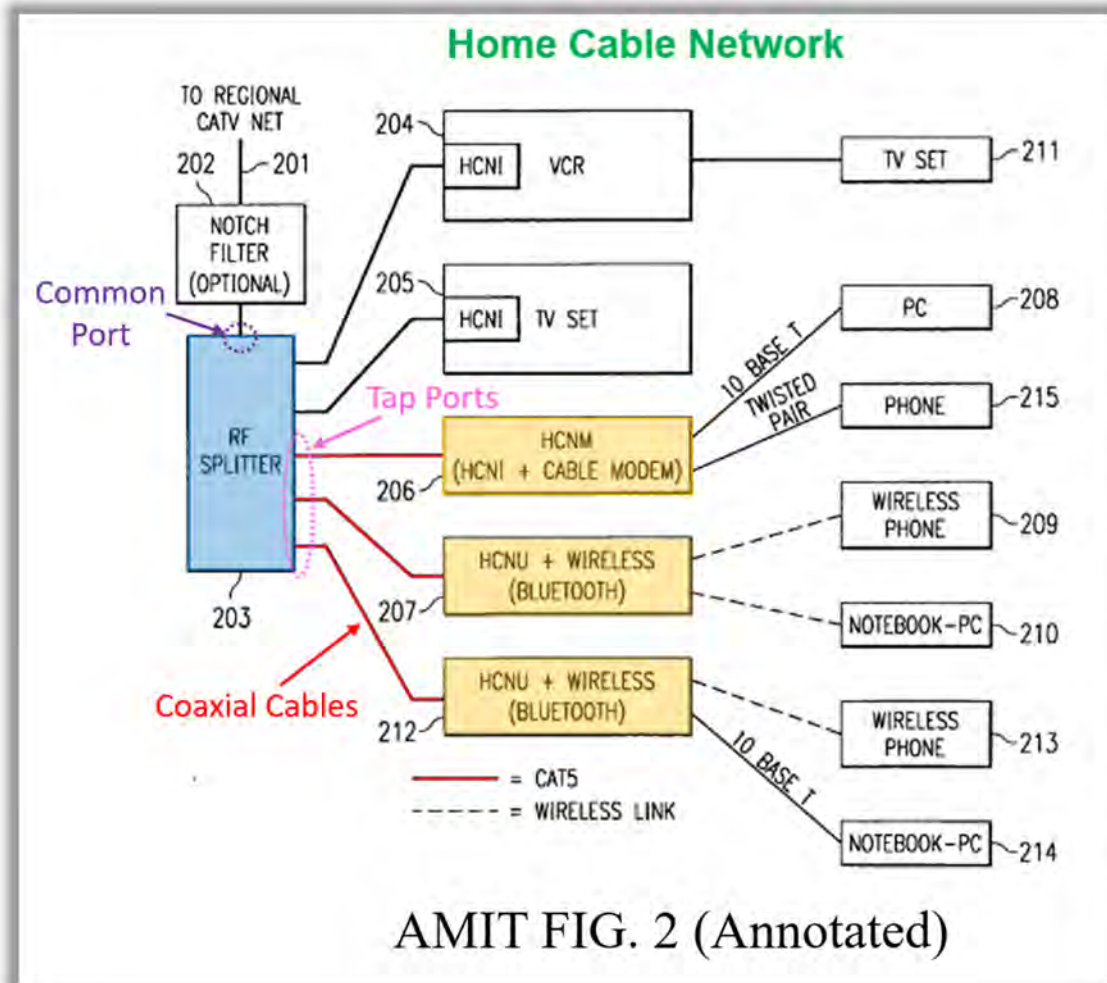 Home Cable Network
TO REGIONAL
CATV NET
202
201
NOTCH
FILTER
(OPTIONAL)
Common
Port
RF
SPLITTER
203
Tap Ports
Coaxial Cables
204
HCNI
VCR
TV SET
211
205
HCNI
TV SET
10 BASE T
TWISTED
PAIR
PC
208
PHONE
215
HCNM
(HCNI + CABLE MODEM)
206
HCNU + WIRELESS
(BLUETOOTH)
207
WIRELESS
PHONE
209
NOTEBOOK-PC
210
HCNU + WIRELESS
(BLUETOOTH)
212
WIRELESS
PHONE
213
10 BASE T
NOTEBOOK-PC
214
= CAT5
= WIRELESS LINK
AMIT FIG. 2 (Annotated)